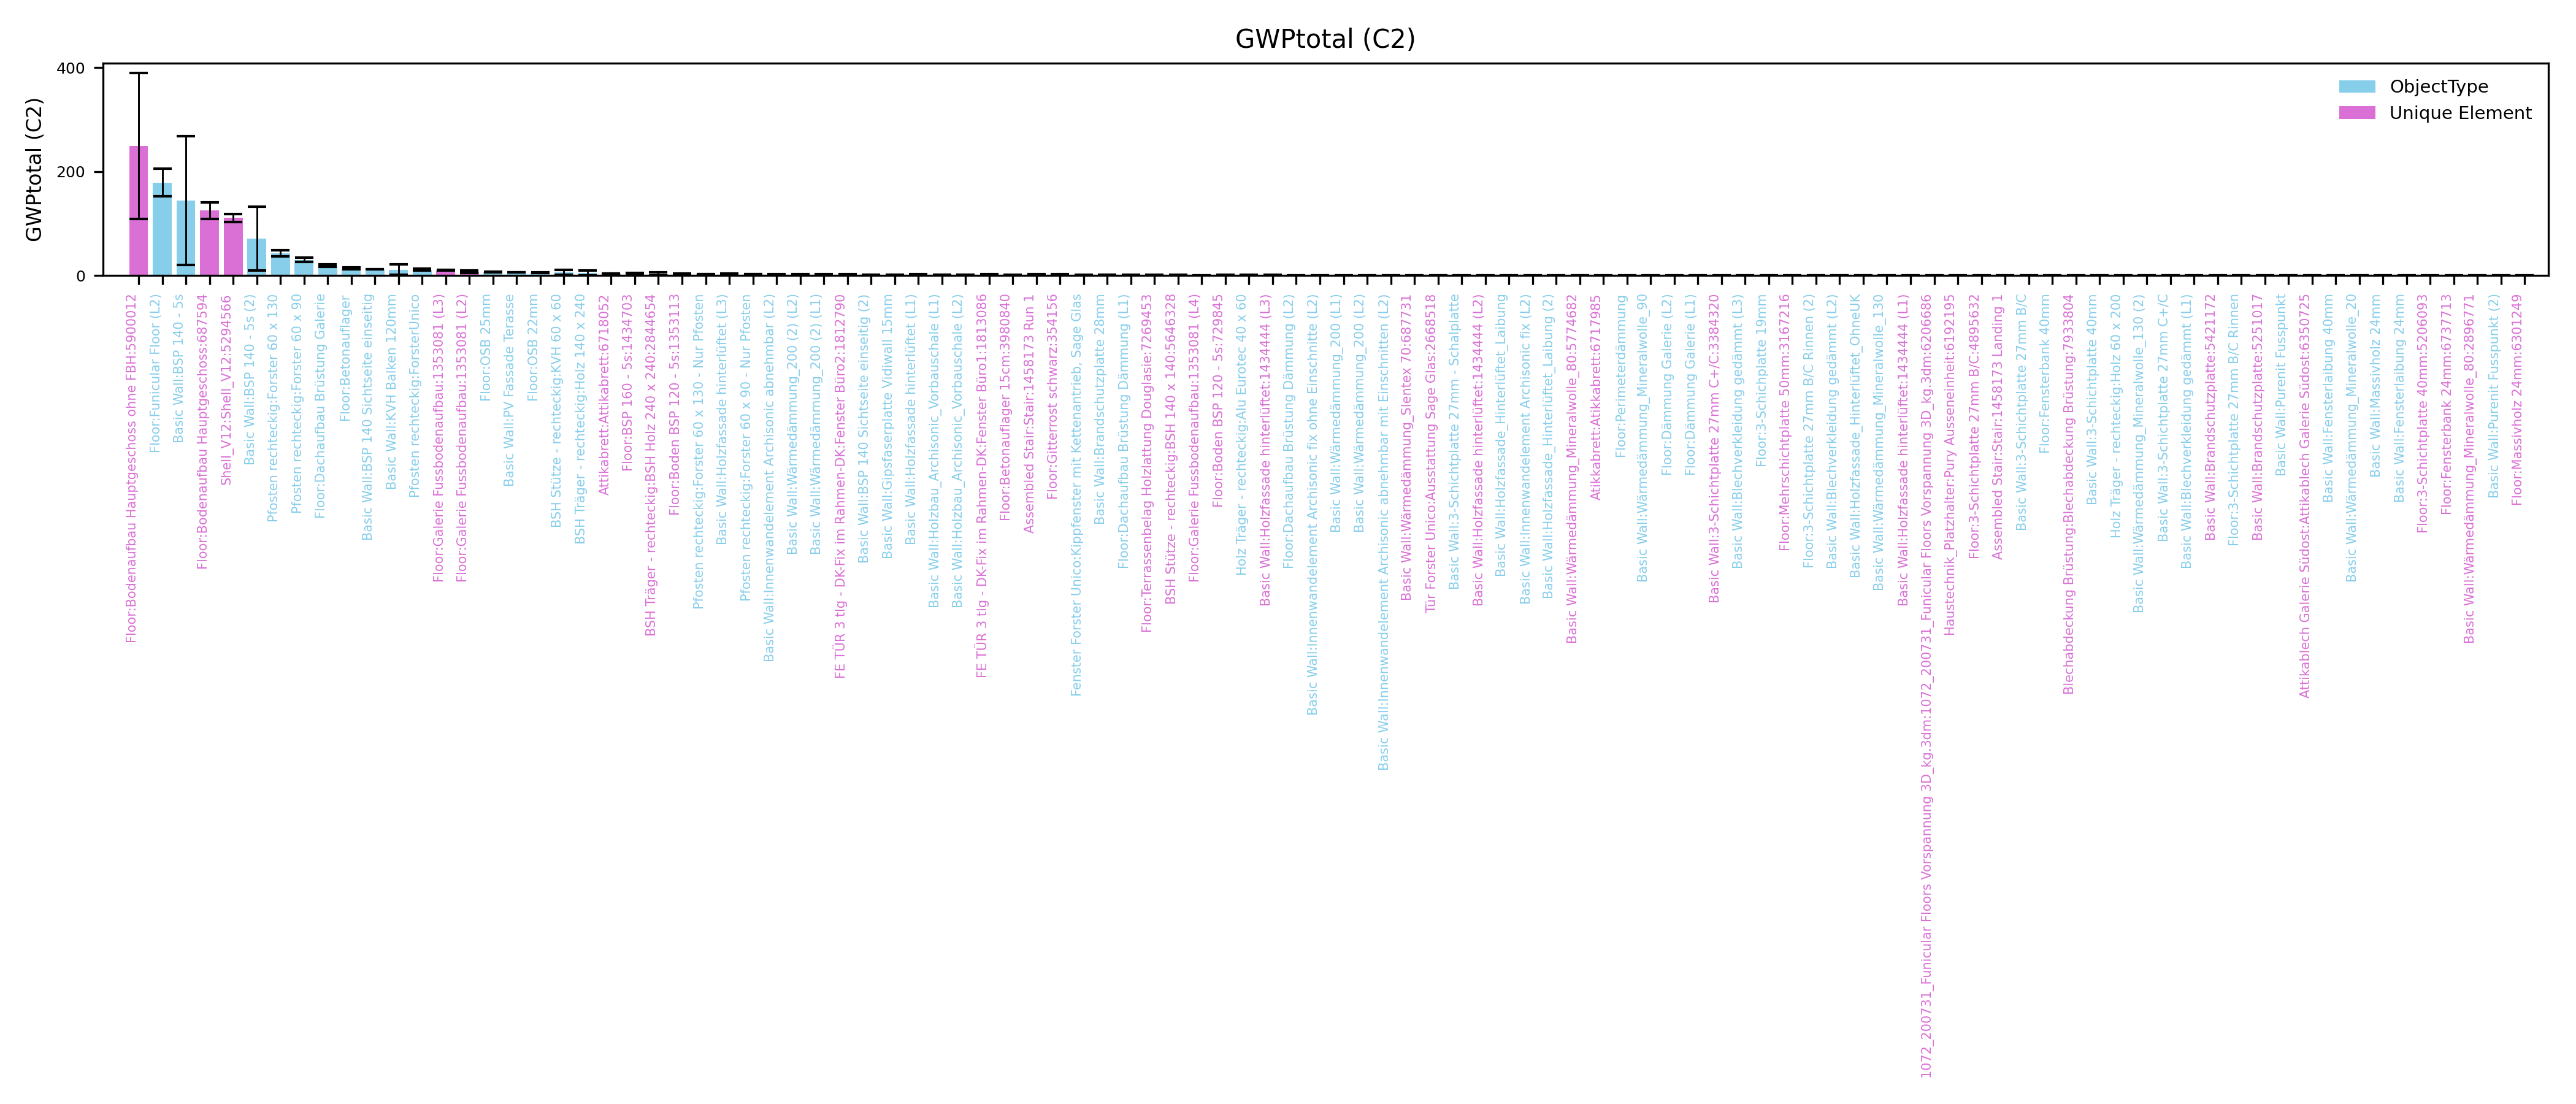 GWPtotal (C2)
GWPtotal (C2)
400
200
0
ObjectType
Unique Element
Floor:Bodenaufbau Hauptgeschoss ohne FBH:5900012
Floor:Funicular Floor (L2)
Basic Wall:BSP 140 - 5s
Floor:Bodenaufbau Hauptgeschoss:687594
Shell_V12:Shell_V12:5294566
Basic Wall:BSP 140 - 5s (2)
Pfosten rechteckig:Forster 60 x 130
Pfosten rechteckig:Forster 60 x 90
Floor:Dachaufbau Brüstung Galerie
Floor:Betonauflager
Basic Wall:BSP 140 Sichtseite einseitig
Basic Wall:KVH Balken 120mm
Pfosten rechteckig:ForsterUnico
Floor:Galerie Fussbodenaufbau:1353081 (L3)
Floor:Galerie Fussbodenaufbau:1353081 (L2)
Floor:OSB 25mm
Basic Wall:PV Fassade Terasse
Floor:OSB 22mm
BSH Stütze - rechteckig:KVH 60 x 60
BSH Träger - rechteckig:Holz 140 x 240
Attikabrett:Attikabrett:6718052
Floor:BSP 160 - 5s:1434703
BSH Träger - rechteckig:BSH Holz 240 x 240:2844654
Floor:Boden BSP 120 - 5s:1353113
Pfosten rechteckig:Forster 60 x 130 - Nur Pfosten
Basic Wall:Holzfassade hinterlüftet (L3)
Pfosten rechteckig:Forster 60 x 90 - Nur Pfosten
Basic Wall:Innenwandelement Archisonic abnehmbar (L2)
Basic Wall:Wärmedämmung_200 (2) (L2)
Basic Wall:Wärmedämmung_200 (2) (L1)
FE TÜR 3 tlg - DK-Fix im Rahmen-DK:Fenster Büro2:1812790
Basic Wall:BSP 140 Sichtseite einseitig (2)
Basic Wall:Gipsfaserplatte Vidiwall 15mm
Basic Wall:Holzfassade hinterlüftet (L1)
Basic Wall:Holzbau_Archisonic_Vorbauschale (L1)
Basic Wall:Holzbau_Archisonic_Vorbauschale (L2)
FE TÜR 3 tlg - DK-Fix im Rahmen-DK:Fenster Büro1:1813086
Floor:Betonauflager 15cm:3980840
Assembled Stair:Stair:1458173 Run 1
Floor:Gitterrost schwarz:354156
Fenster Forster Unico:Kippfenster mit Kettenantrieb, Sage Glas
Basic Wall:Brandschutzplatte 28mm
Floor:Dachaufbau Brüstung Dämmung (L1)
Floor:Terrassenbelag Holzlattung Douglasie:7269453
BSH Stütze - rechteckig:BSH 140 x 140:5646328
Floor:Galerie Fussbodenaufbau:1353081 (L4)
Floor:Boden BSP 120 - 5s:729845
Holz Träger - rechteckig:Alu Eurotec 40 x 60
Basic Wall:Holzfassade hinterlüftet:1434444 (L3)
Floor:Dachaufbau Brüstung Dämmung (L2)
Basic Wall:Innenwandelement Archisonic fix ohne Einschnitte (L2)
Basic Wall:Wärmedämmung_200 (L1)
Basic Wall:Wärmedämmung_200 (L2)
Basic Wall:Innenwandelement Archisonic abnehmbar mit Einschnitten (L2)
Basic Wall:Wärmedämmung_Slentex 70:687731
Tür Forster Unico:Ausstattung Sage Glas:2685518
Basic Wall:3-Schichtplatte 27mm - Schalplatte
Basic Wall:Holzfassade hinterlüftet:1434444 (L2)
Basic Wall:Holzfassade_Hinterlüftet_Laibung
Basic Wall:Innenwandelement Archisonic fix (L2)
Basic Wall:Holzfassade_Hinterlüftet_Laibung (2)
Basic Wall:Wärmedämmung_Mineralwolle_80:5774682
Attikabrett:Attikabrett:6717985
Floor:Perimeterdämmung
Basic Wall:Wärmedämmung_Mineralwolle_90
Floor:Dämmung Galerie (L2)
Floor:Dämmung Galerie (L1)
Basic Wall:3-Schichtplatte 27mm C+/C:3384320
Basic Wall:Blechverkleidung gedämmt (L3)
Floor:3-Schichplatte 19mm
Floor:Mehrschichtplatte 50mm:3167216
Floor:3-Schichtplatte 27mm B/C Rinnen (2)
Basic Wall:Blechverkleidung gedämmt (L2)
Basic Wall:Holzfassade_Hinterlüftet_OhneUK
Basic Wall:Wärmedämmung_Mineralwolle_130
Basic Wall:Holzfassade hinterlüftet:1434444 (L1)
1072_200731_Funicular Floors Vorspannung 3D_kg.3dm:1072_200731_Funicular Floors Vorspannung 3D_kg.3dm:6206686
Haustechnik_Platzhalter:Pury Ausseneinheit:6192195
Floor:3-Schichtplatte 27mm B/C:4895632
Assembled Stair:Stair:1458173 Landing 1
Basic Wall:3-Schichtplatte 27mm B/C
Floor:Fensterbank 40mm
Blechabdeckung Brüstung:Blechabdeckung Brüstung:7933804
Basic Wall:3-Schichtplatte 40mm
Holz Träger - rechteckig:Holz 60 x 200
Basic Wall:Wärmedämmung_Mineralwolle_130 (2)
Basic Wall:3-Schichtplatte 27mm C+/C
Basic Wall:Blechverkleidung gedämmt (L1)
Basic Wall:Brandschutzplatte:5421172
Floor:3-Schichtplatte 27mm B/C Rinnen
Basic Wall:Brandschutzplatte:5251017
Basic Wall:Purenit Fusspunkt
Attikablech Galerie Südost:Attikablech Galerie Südost:6350725
Basic Wall:Fensterlaibung 40mm
Basic Wall:Wärmedämmung_Mineralwolle_20
Basic Wall:Massivholz 24mm
Basic Wall:Fensterlaibung 24mm
Floor:3-Schichtplatte 40mm:5206093
Floor:Fensterbank 24mm:6737713
Basic Wall:Wärmedämmung_Mineralwolle_80:2896771
Basic Wall:Purenit Fusspunkt (2)
Floor:Massivholz 24mm:6301249